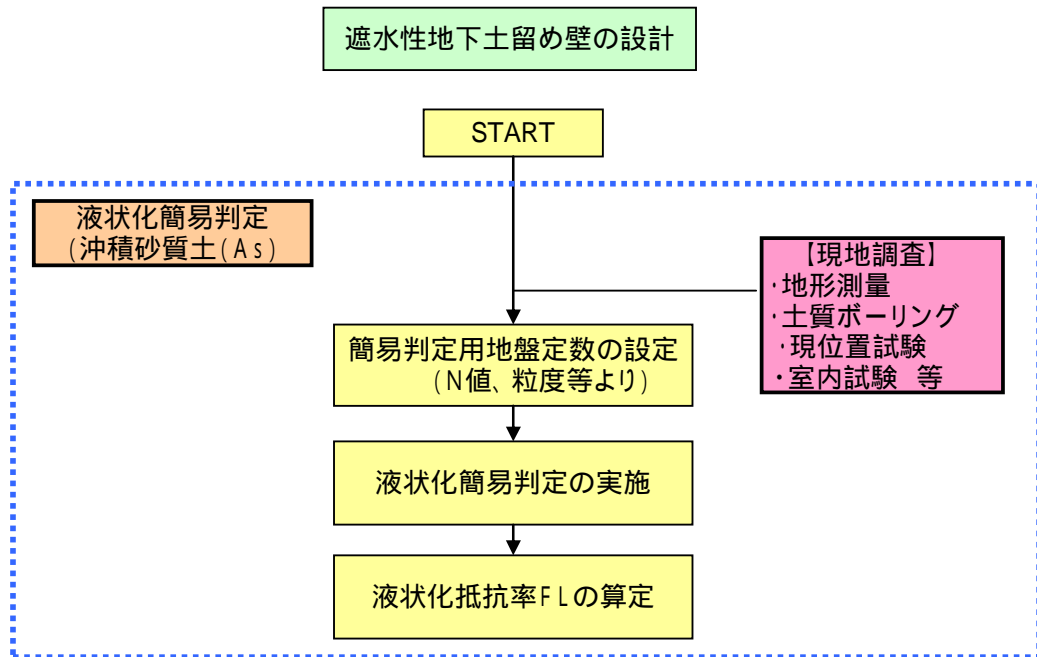 遮水性地下土留め壁の設計
START
液状化簡易判定
(沖積砂質土(As)
【現地調査】
・地形測量
・土質ボーリング
・現位置試験
・室内試験 等
簡易判定用地盤定数の設定
(N値、粒度等より)
液状化簡易判定の実施
液状化抵抗率FLの算定